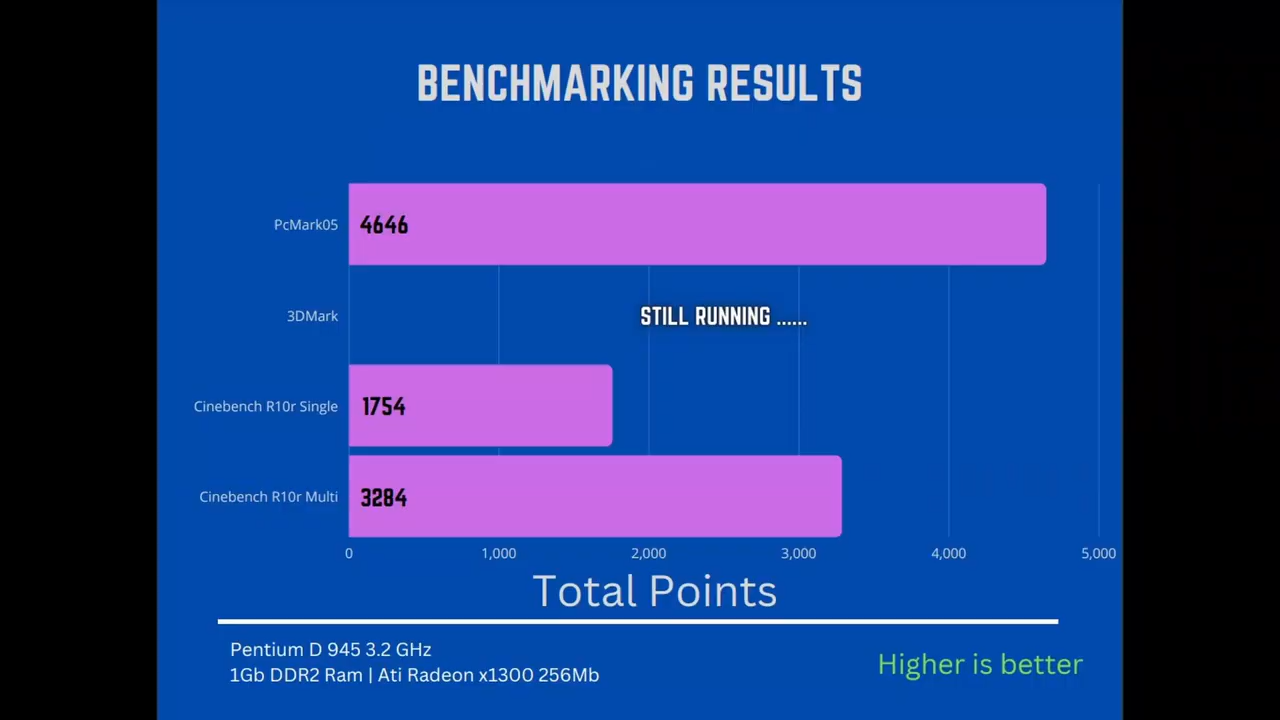 BENCHMARKING RESULTS
PcMark05
4646
3DMark
STILL RUNNING ......
Cinebench R10r Single
1754
Cinebench R10r Multi
3284
0 1,000 2,000 3,000 4,000 5,000
Total Points
Pentium D 945 3.2 GHz
1Gb DDR2 Ram | Ati Radeon x1300 256Mb
Higher is better